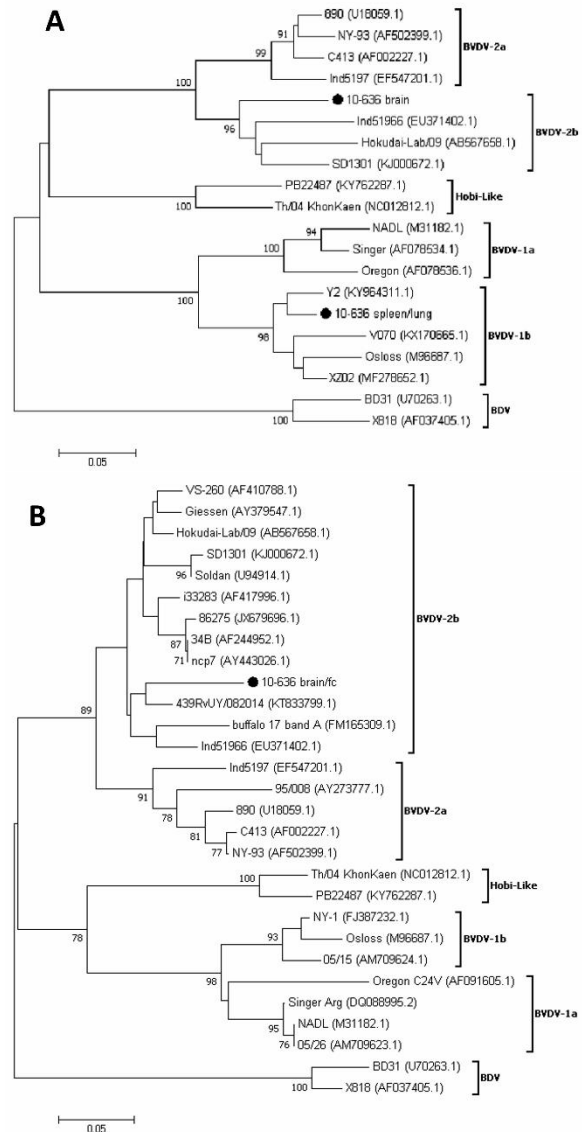 A
890 (U18059.1)
91
NY-93 (AF502399.1)
BVDV-2a
99
C413 (AF002227.1)
Ind5197 (EF547201.1)
100
10-636 brain
96
Ind51966 (EU371402.1)
BVDV-2b
Hokudai-Lab/09 (AB567658.1)
SD1301 (KJ000672.1)
PB22487 (KY762287.1)
Hobi-Like
100
Th/04 KhonKaen (NC012812.1)
NADL (M31182.1)
94
100
Singer (AF078534.1)
BVDV-1a
Oregon (AF078536.1)
100
Y2 (KY964311.1)
10-636 spleen/lung
98
V070 (KX170665.1)
BVDV-1b
Osloss (M96687.1)
XZ02 (MF278652.1)
BD31 (U70263.1)
BDV
100
X818 (AF037405.1)
0.05
B
VS-260 (AF410788.1)
Giessen (AY379547.1)
Hokudai-Lab/09 (AB567658.1)
SD1301 (KJ000672.1)
96
Soldan (U94914.1)
i33283 (AF417996.1)
BVDV-2b
86275 (JX679696.1)
87
34B (AF244952.1)
71
ncp7 (AY443026.1)
10-636 brain/fc
89
439RvUY/082014 (KT833799.1)
buffalo 17 band A (FM165309.1)
Ind51966 (EU371402.1)
Ind5197 (EF547201.1)
91
95/008 (AY273777.1)
78
890 (U18059.1)
BVDV-2a
81
C413 (AF002227.1)
77
NY-93 (AF502399.1)
100
Th/04 KhonKaen (NC012812.1)
Hobi-Like
PB22487 (KY762287.1)
78
NY-1 (FJ387232.1)
93
Osloss (M96687.1)
BVDV-1b
05/15 (AM709624.1)
98
Oregon C24V (AF091605.1)
Singer Arg (DQ088995.2)
BVDV-1a
95
NADL (M31182.1)
76
05/26 (AM709623.1)
BD31 (U70263.1)
BDV
100
X818 (AF037405.1)
0.05